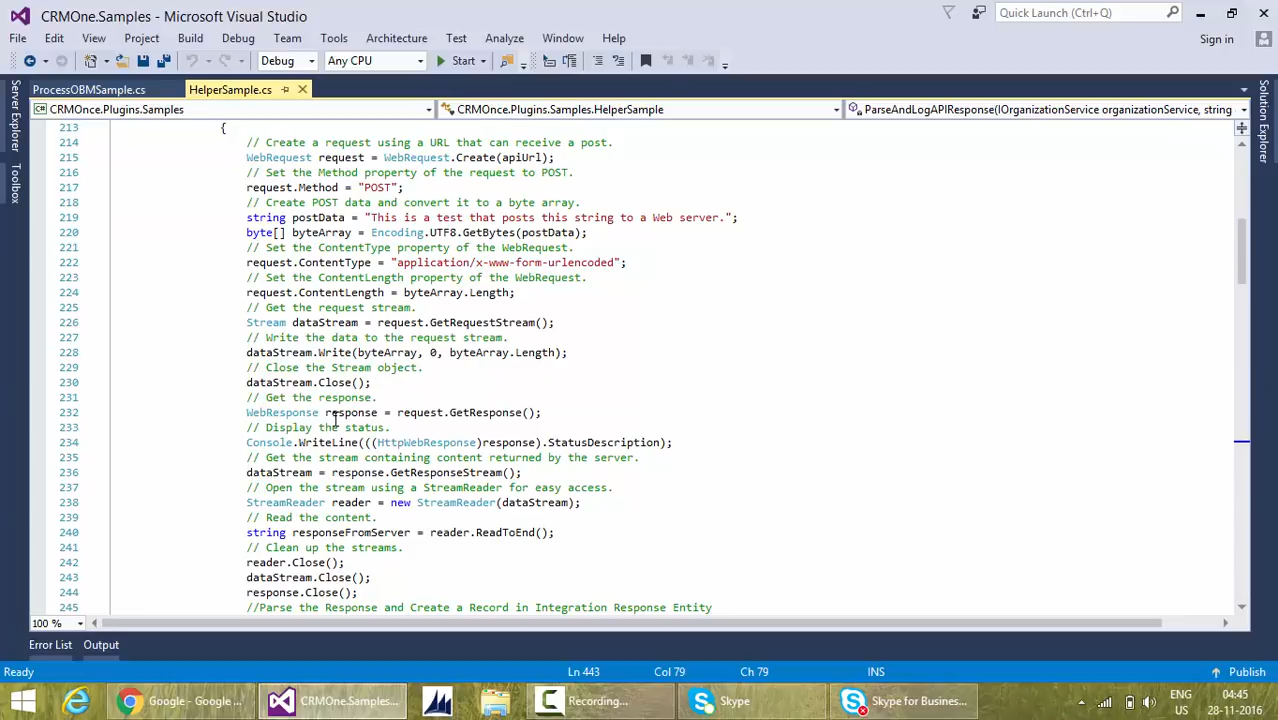 CRMOne.Samples - Microsoft Visual Studio
Quick Launch (Ctrl+Q)
File Edit View Project Build Debug Team Tools Architecture Test Analyze Window Help
Sign in
Debug Any CPU Start
Server Explorer
Toolbox
Solution Explorer
ProcessOBMSample.cs HelperSample.cs
CRMOnce.Plugins.Samples CRMOnce.Plugins.Samples.HelperSample ParseAndLogAPIResponse(IOrganizationService organizationService, string
213 {
214 // Create a request using a URL that can receive a post.
215 WebRequest request = WebRequest.Create(apiUrl);
216 // Set the Method property of the request to POST.
217 request.Method = "POST";
218 // Create POST data and convert it to a byte array.
219 string postData = "This is a test that posts this string to a Web server.";
220 byte[] byteArray = Encoding.UTF8.GetBytes(postData);
221 // Set the ContentType property of the WebRequest.
222 request.ContentType = "application/x-www-form-urlencoded";
223 // Set the ContentLength property of the WebRequest.
224 request.ContentLength = byteArray.Length;
225 // Get the request stream.
226 Stream dataStream = request.GetRequestStream();
227 // Write the data to the request stream.
228 dataStream.Write(byteArray, 0, byteArray.Length);
229 // Close the Stream object.
230 dataStream.Close();
231 // Get the response.
232 WebResponse response = request.GetResponse();
233 // Display the status.
234 Console.WriteLine(((HttpWebResponse)response).StatusDescription);
235 // Get the stream containing content returned by the server.
236 dataStream = response.GetResponseStream();
237 // Open the stream using a StreamReader for easy access.
238 StreamReader reader = new StreamReader(dataStream);
239 // Read the content.
240 string responseFromServer = reader.ReadToEnd();
241 // Clean up the streams.
242 reader.Close();
243 dataStream.Close();
244 response.Close();
245 //Parse the Response and Create a Record in Integration Response Entity
100 %
Error List Output
Ready Ln 443 Col 79 Ch 79 INS Publish
Google - Google ... CRMOnce.Samples... Recording... Skype Skype for Busines...
ENG 04:45
US 28-11-2016